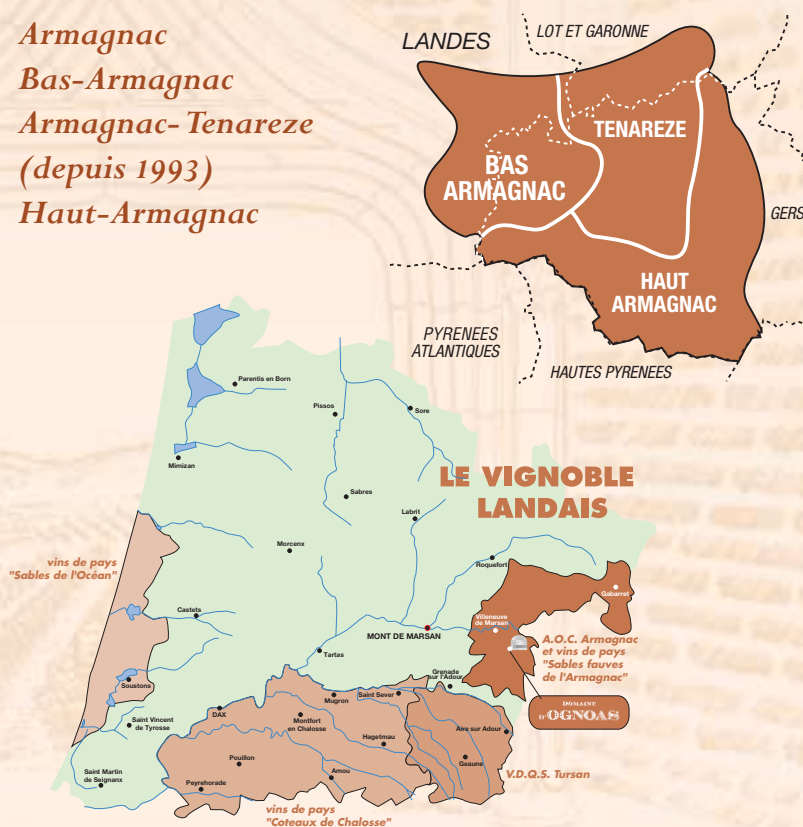 Armagnac
Bas-Armagnac
Armagnac-Tenareze
(depuis 1993)
Haut-Armagnac
LANDES
LOT ET GARONNE
TENAREZE
BAS
ARMAGNAC
GERS
HAUT
ARMAGNAC
PYRENEES
ATLANTIQUES
HAUTES PYRENEES
Parentis en Born
Pissos
Sore
Mimizan
LE VIGNOBLE
LANDAIS
Sabres
Labrit
Morcenx
Roquefort
vins de pays
"Sables de l'Océan"
Gabarret
Castets
Villeneuve
de Marsan
MONT DE MARSAN
A.O.C. Armagnac
et vins de pays
"Sables fauves
de l'Armagnac"
Tartas
Grenade
sur l'Adour
Soustons
Saint Sever
Mugron
DOMAINE
D'OGNOAS
DAX
Saint Vincent
de Tyrosse
Montfort
en Chalosse
Aire sur Adour
Hagetmau
Pouillon
Geaune
Saint Martin
de Seignanx
Amou
V.D.Q.S. Tursan
Peyrehorade
vins de pays
"Coteaux de Chalosse"